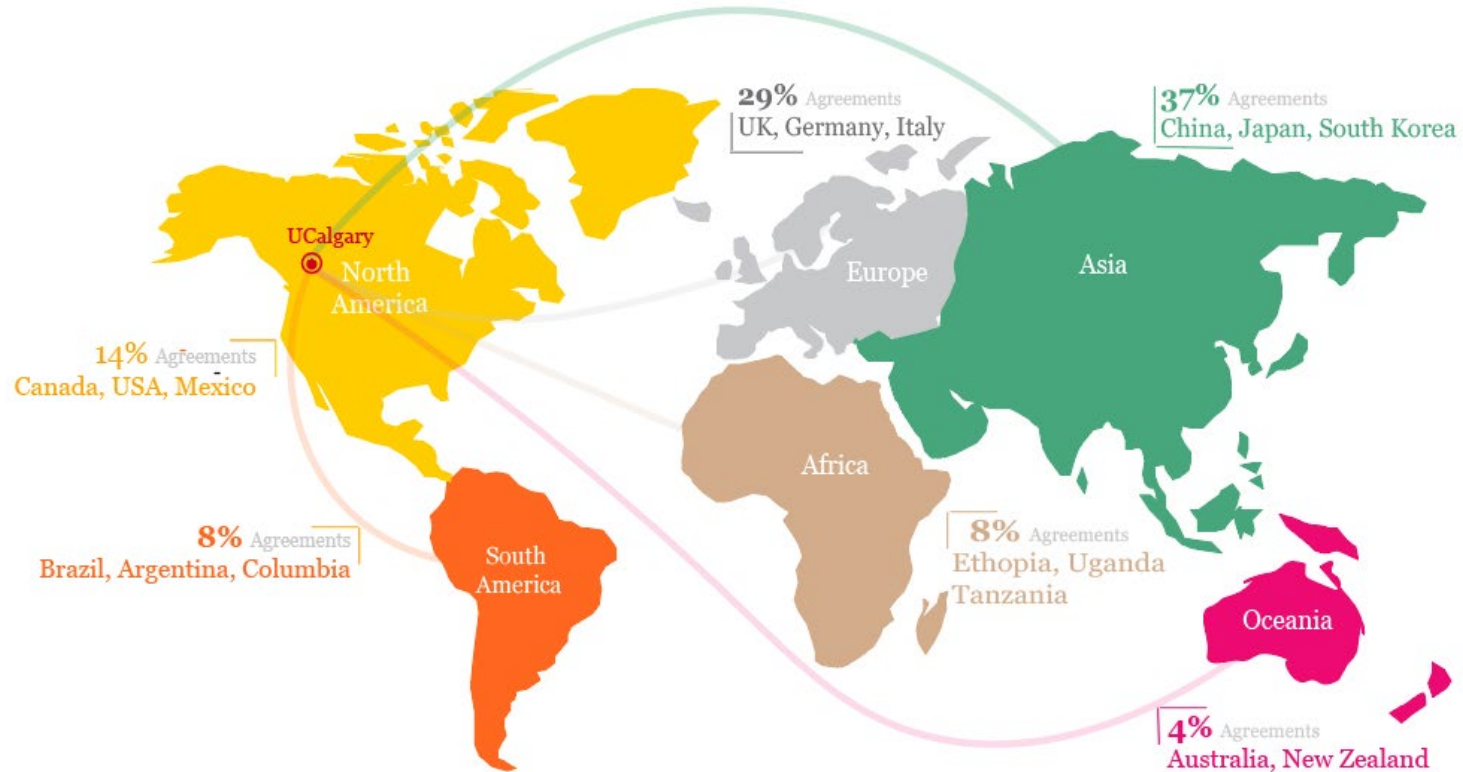 29% Agreements
UK, Germany, Italy
37% Agreements
China, Japan, South Korea
UCalgary
North
America
Europe
Asia
14% Agreements
Canada, USA, Mexico
Africa
8% Agreements
Brazil, Argentina, Columbia
South
America
8% Agreements
Ethopia, Uganda
Tanzania
Oceania
4% Agreements
Australia, New Zealand